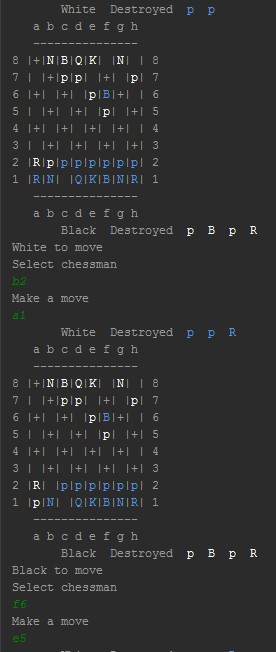 White  Destroyed  p  p
a b c d e f g h
---------------
8 |+|N|B|Q|K| |N| | 8
7 | |+|p|p| |+| |p| 7
6 |+| |+| |p|B|+| | 6
5 | |+| |+| |p| |+| 5
4 |+| |+| |+| |+| | 4
3 | |+| |+| |+| |+| 3
2 |R|p|p|p|p|p|p|p| 2
1 |R|N| |Q|K|B|N|R| 1
---------------
a b c d e f g h
Black  Destroyed  p  B  p  R
White to move
Select chessman
b2
Make a move
a1
White  Destroyed  p  p  R
a b c d e f g h
---------------
8 |+|N|B|Q|K| |N| | 8
7 | |+|p|p| |+| |p| 7
6 |+| |+| |p|B|+| | 6
5 | |+| |+| |p| |+| 5
4 |+| |+| |+| |+| | 4
3 | |+| |+| |+| |+| 3
2 |R| |p|p|p|p|p|p| 2
1 |p|N| |Q|K|B|N|R| 1
---------------
a b c d e f g h
Black  Destroyed  p  B  p  R
Black to move
Select chessman
f6
Make a move
e5